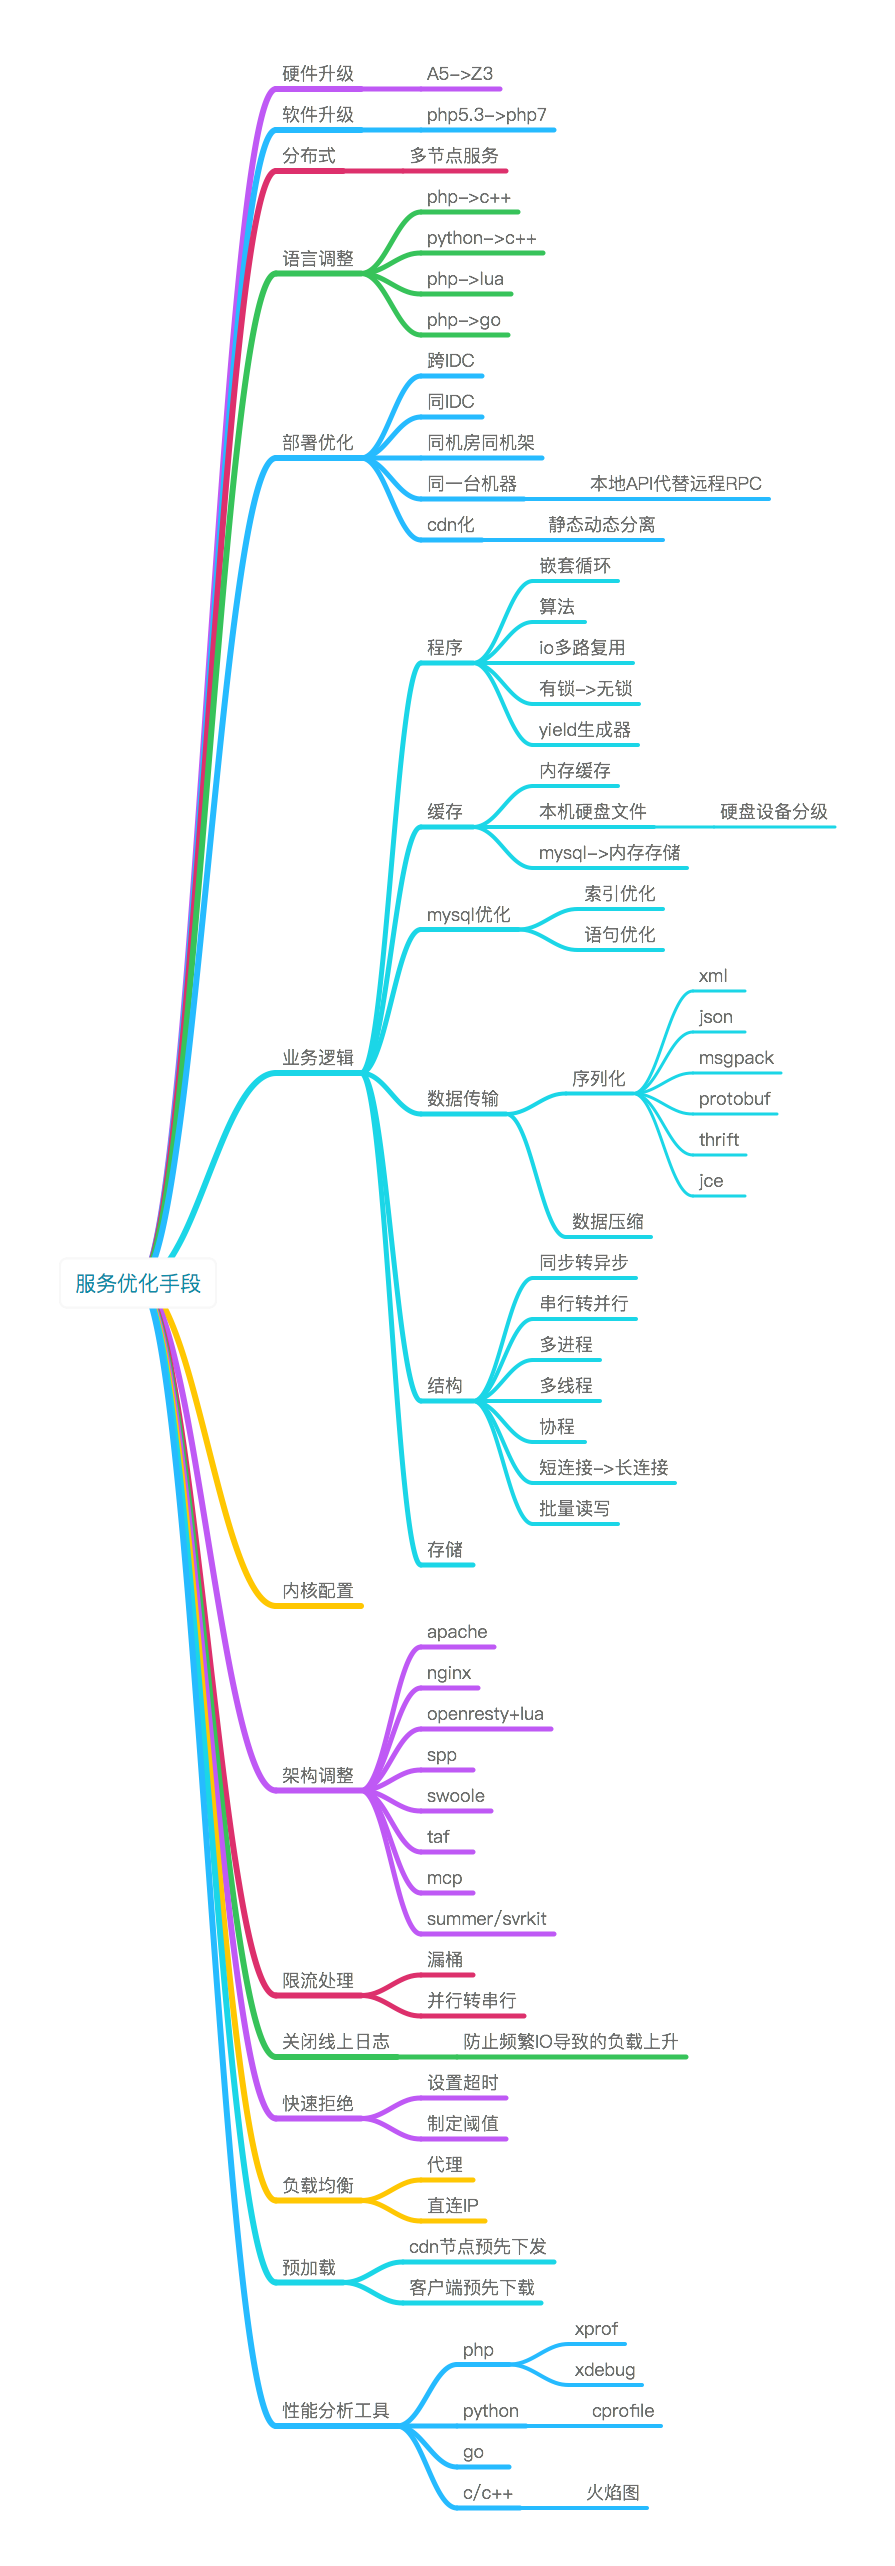 硬件升级
A5->Z3
软件升级
php5.3->php7
分布式
多节点服务
语言调整
php->c++
python->c++
php->lua
php->go
部署优化
跨IDC
同IDC
同机房同机架
同一台机器
本地API代替远程RPC
cdn化
静态动态分离
业务逻辑
程序
嵌套循环
算法
io多路复用
有锁->无锁
yield生成器
缓存
内存缓存
本机硬盘文件
硬盘设备分级
mysql->内存存储
mysql优化
索引优化
语句优化
数据传输
序列化
xml
json
msgpack
protobuf
thrift
jce
数据压缩
结构
同步转异步
串行转并行
多进程
多线程
协程
短连接->长连接
批量读写
存储
服务优化手段
内核配置
架构调整
apache
nginx
openresty+lua
spp
swoole
taf
mcp
summer/svrkit
限流处理
漏桶
并行转串行
关闭线上日志
防止频繁IO导致的负载上升
快速拒绝
设置超时
制定阈值
负载均衡
代理
直连IP
预加载
cdn节点预先下发
客户端预先下载
性能分析工具
php
xprof
xdebug
python
cprofile
go
c/c++
火焰图